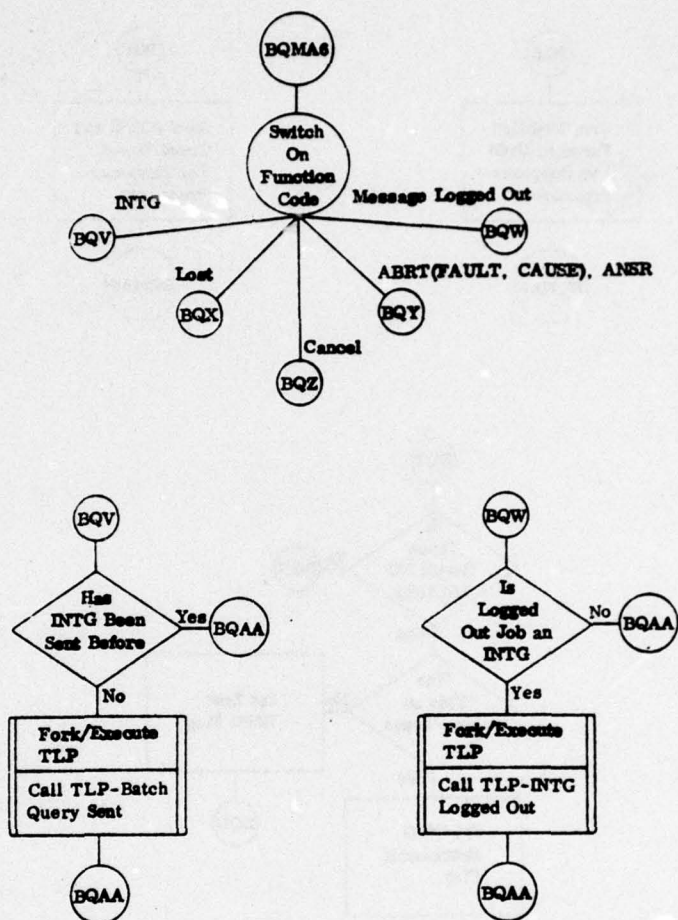 BQMA6
Switch
On
Function
Code
INTG
Message Logged Out
BQV
BQW
Lost
ABRT(FAULT, CAUSE), ANSR
BQX
BQY
Cancel
BQZ
BQV
Has
INTG Been
Sent Before
Yes
BQAA
No
Fork/Execute
TLP
Call TLP-Batch
Query Sent
BQAA
BQW
Is
Logged
Out Job an
INTG
No
BQAA
Yes
Fork/Execute
TLP
Call TLP-INTG
Logged Out
BQAA